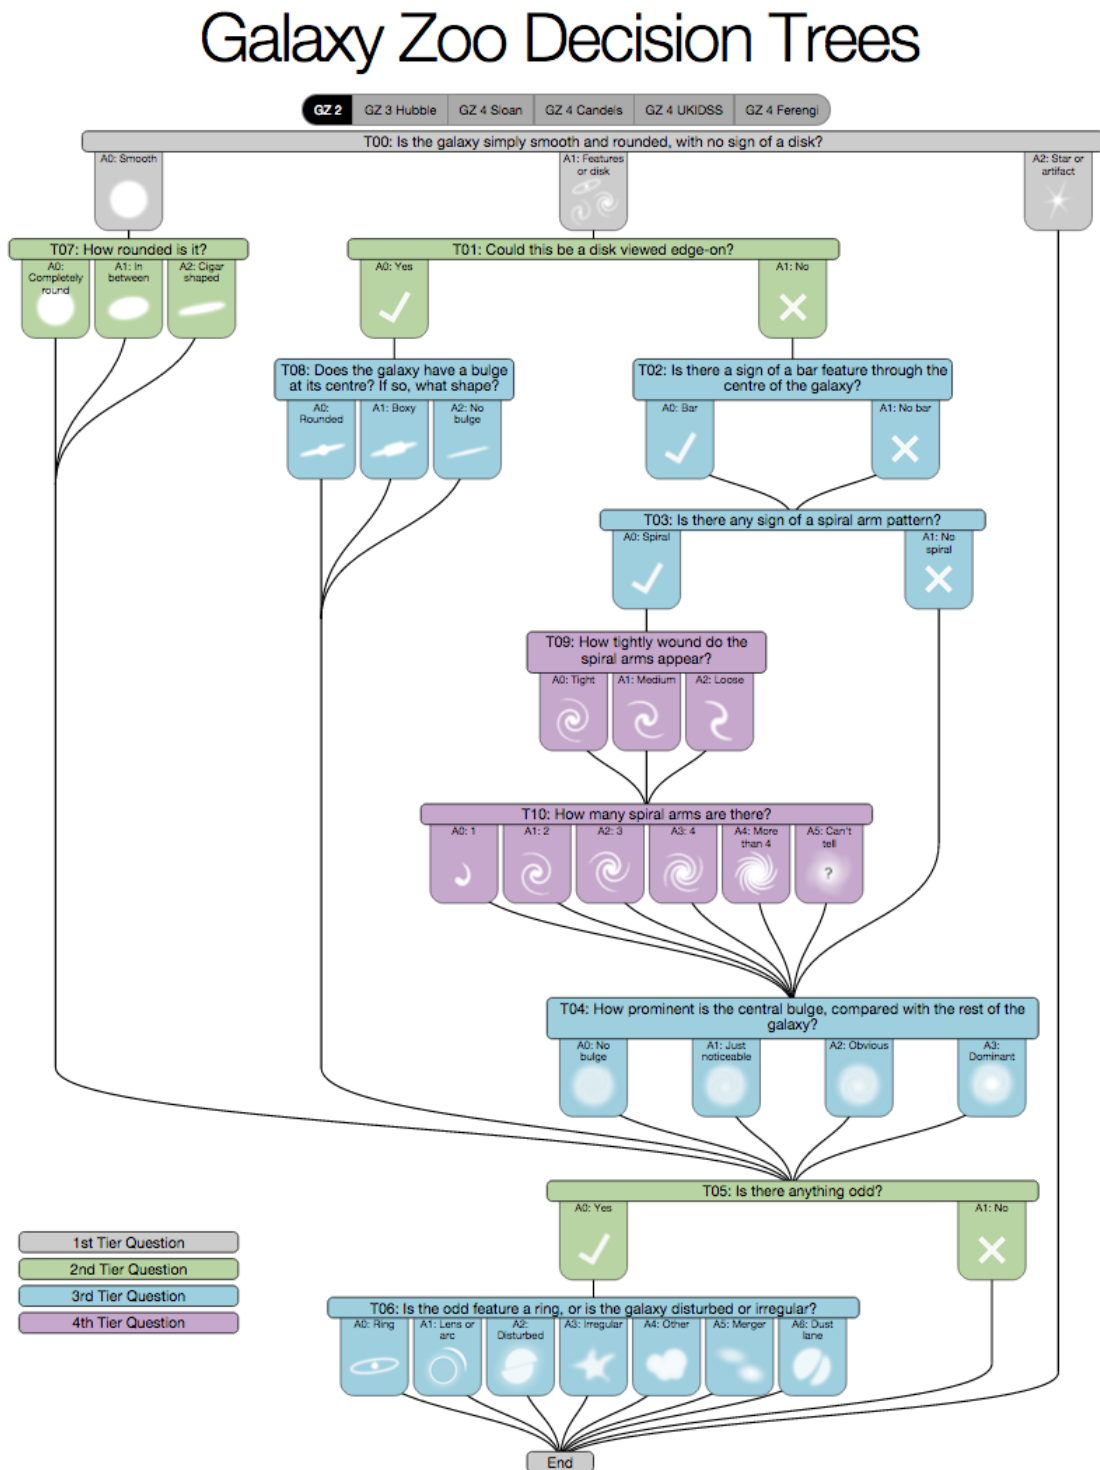 Galaxy Zoo Decision Trees
GZ 2
GZ 3 Hubble
GZ 4 Sloan
GZ 4 Candels
GZ 4 UKIDSS
GZ 4 Ferengi
T00: Is the galaxy simply smooth and rounded, with no sign of a disk?
A0: Smooth
A1: Features
or disk
A2: Star or
artifact
T07: How rounded is it?
A0:
Completely
round
A1: In
between
A2: Cigar
shaped
T01: Could this be a disk viewed edge-on?
A0: Yes
A1: No
T08: Does the galaxy have a bulge
at its centre? If so, what shape?
A0:
Rounded
A1: Boxy
A2: No
bulge
T02: Is there a sign of a bar feature through the
centre of the galaxy?
A0: Bar
A1: No bar
T03: Is there any sign of a spiral arm pattern?
A0: Spiral
A1: No
spiral
T09: How tightly wound do the
spiral arms appear?
A0: Tight
A1: Medium
A2: Loose
T10: How many spiral arms are there?
A0: 1
A1: 2
A2: 3
A3: 4
A4: More
than 4
A5: Can't
tell
?
T04: How prominent is the central bulge, compared with the rest of the
galaxy?
A0: No
bulge
A1: Just
noticeable
A2: Obvious
A3:
Dominant
T05: Is there anything odd?
A0: Yes
A1: No
T06: Is the odd feature a ring, or is the galaxy disturbed or irregular?
A0: Ring
A1: Lens or
arc
A2:
Disturbed
A3: Irregular
A4: Other
A5: Merger
A6: Dust
lane
End
1st Tier Question
2nd Tier Question
3rd Tier Question
4th Tier Question